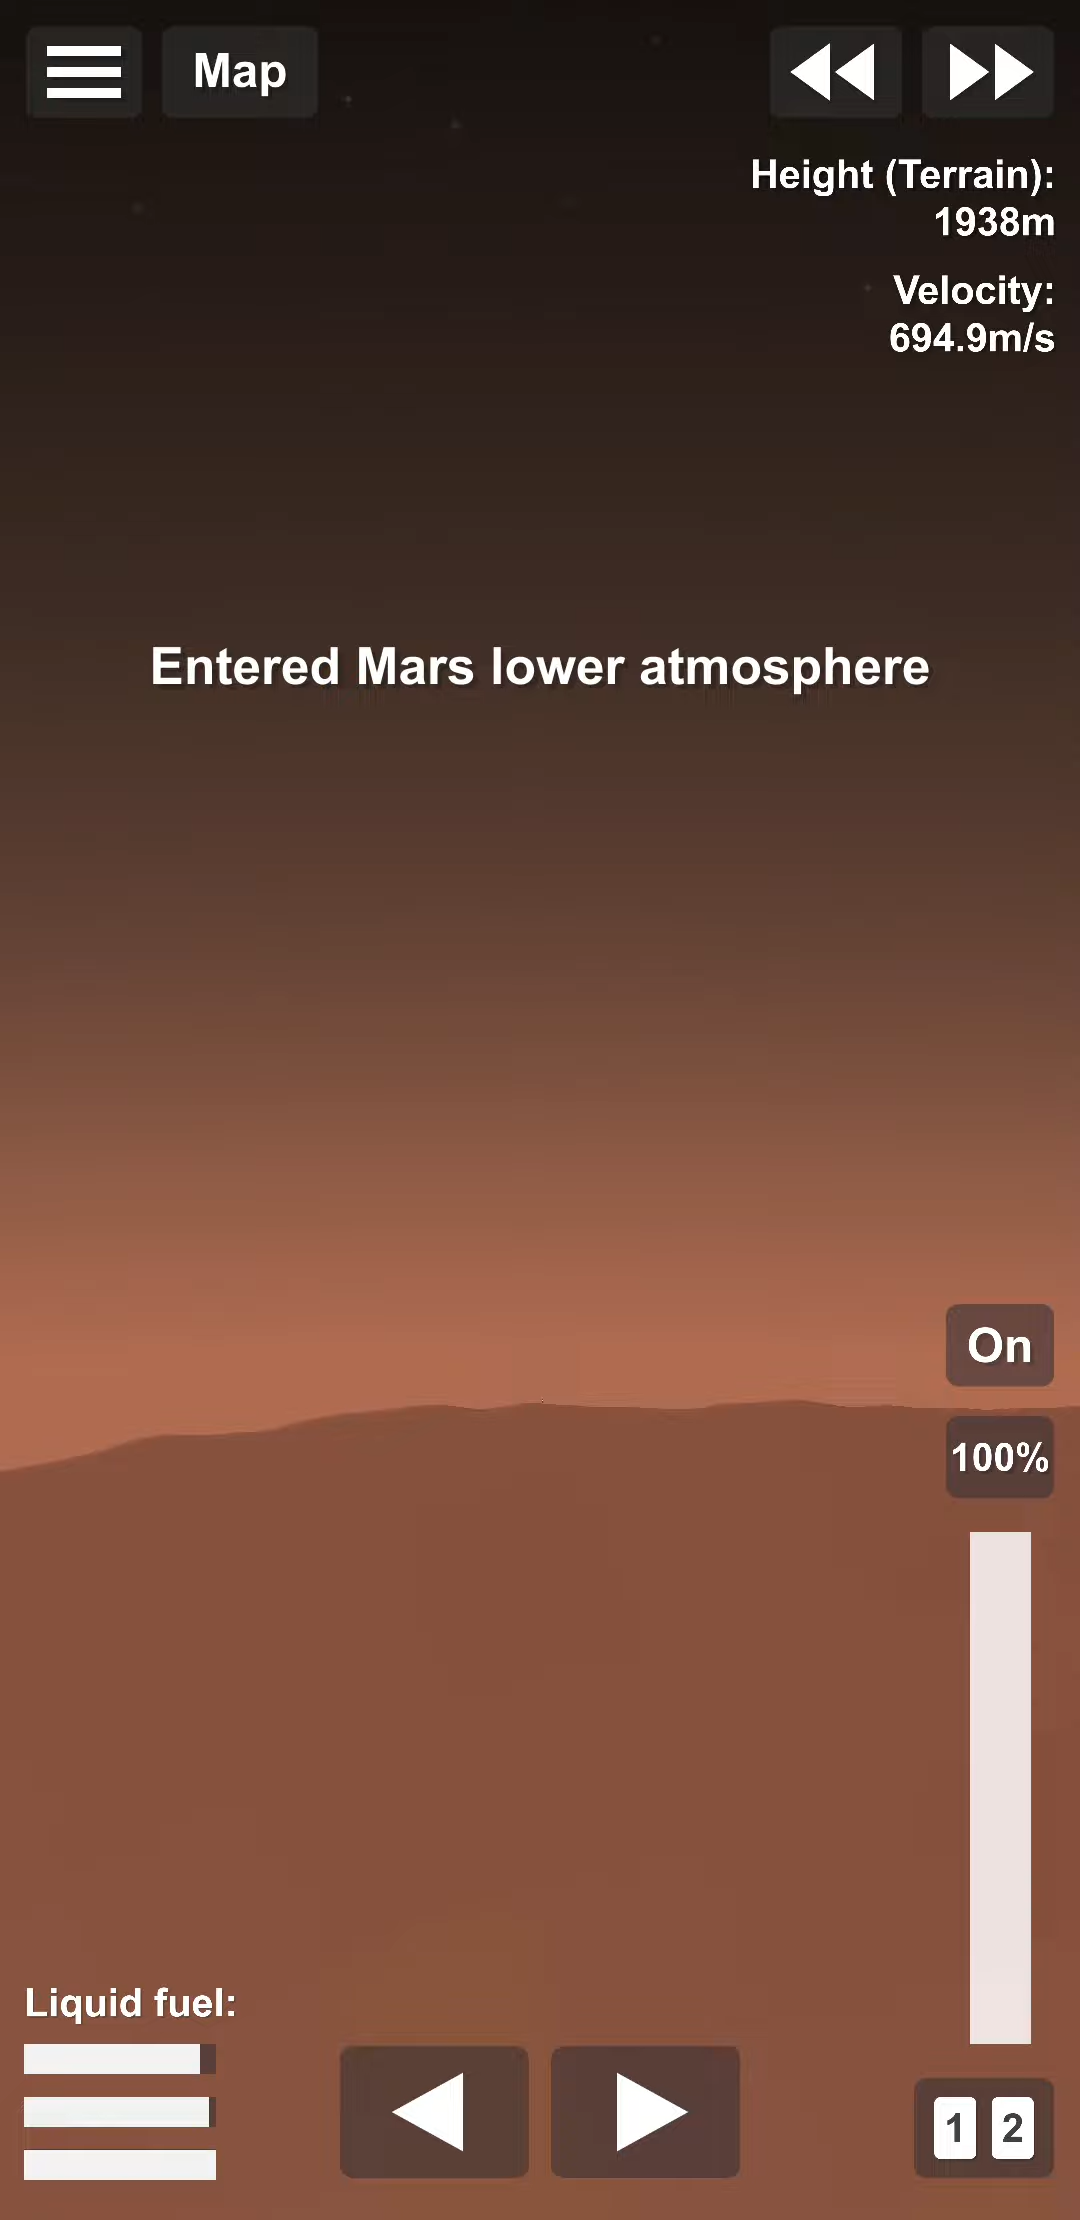 Map
Height (Terrain):
1938m
Velocity:
694.9m/s
Entered Mars lower atmosphere
On
100%
Liquid fuel:
1 2